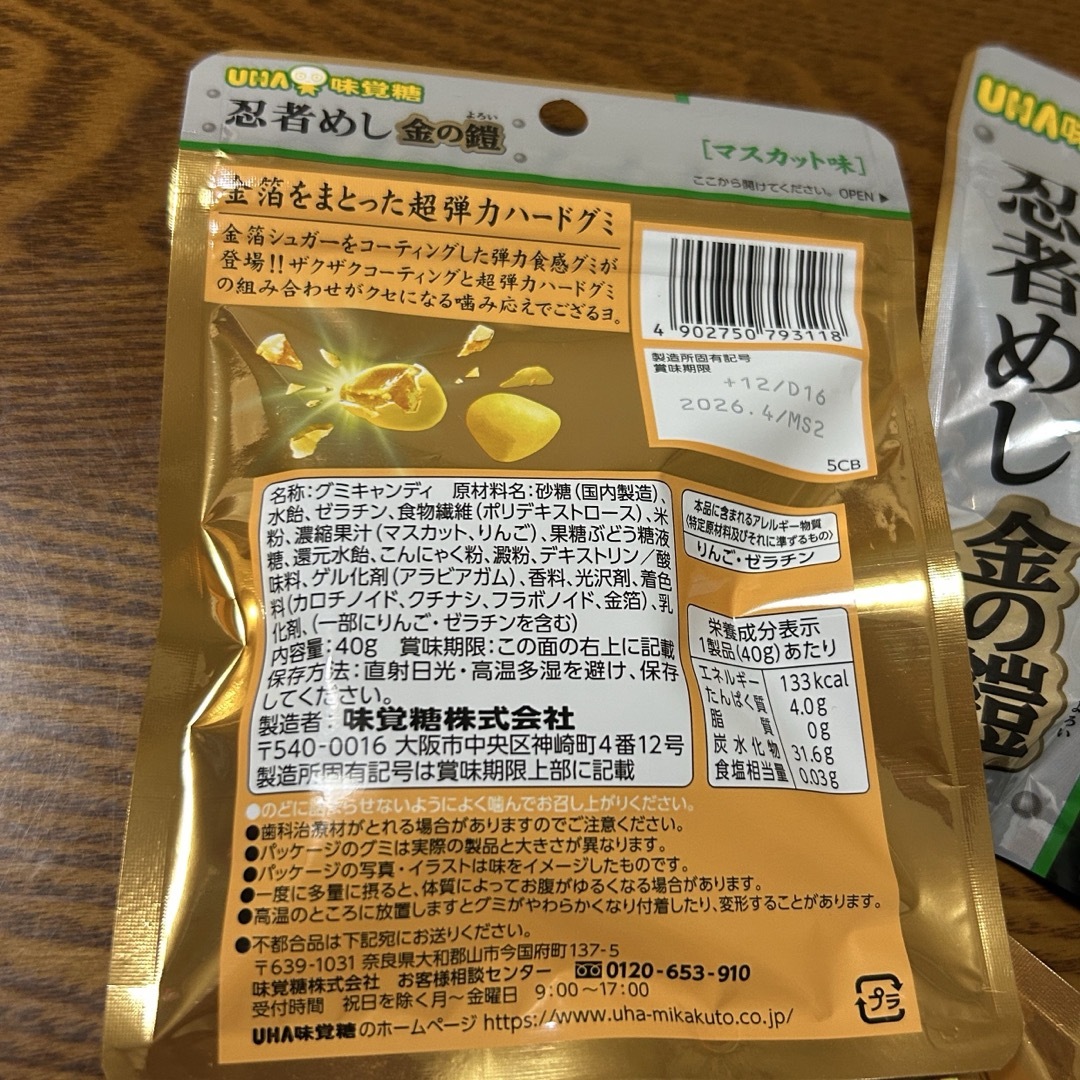 UHA味覚糖
よろい
忍者めし 金の鎧
[マスカット味]
ここから開けてください。OPEN▶
金箔をまとった超弾力ハードグミ
金箔シュガーをコーティングした弾力食感グミが
登場!!ザクザクコーティングと超弾力ハードグミ
の組み合わせがクセになる噛み応えでござるヨ。
4 902750 793118
製造所固有記号
賞味期限
+12/D16
2026.4/MS2
5CB
名称:グミキャンディ 原材料名:砂糖(国内製造)、
水飴、ゼラチン、食物繊維(ポリデキストロース)、米
粉、濃縮果汁(マスカット、りんご)、果糖ぶどう糖液
糖、還元水飴、こんにゃく粉、澱粉、デキストリン/酸
味料、ゲル化剤(アラビアガム)、香料、光沢剤、着色
料(カロチノイド、クチナシ、フラボノイド、金箔)、乳
化剤、(一部にりんご・ゼラチンを含む)
内容量:40g 賞味期限:この面の右上に記載
保存方法:直射日光・高温多湿を避け、保存
してください。
製造者:味覚糖株式会社
〒540-0016 大阪市中央区神崎町4番12号
製造所固有記号は賞味期限上部に記載
本品に含まれるアレルギー物質
(特定原材料及びそれに準ずるもの)
りんご・ゼラチン
栄養成分表示
1製品(40g)あたり
エネルギー 133kcal
たんぱく質 4.0g
脂質 0g
炭水化物 31.6g
食塩相当量 0.03g
●のどに詰まらせないようによく噛んでお召し上がりください。
●歯科治療材がとれる場合がありますのでご注意ください。
●パッケージのグミは実際の製品と大きさが異なります。
●パッケージの写真・イラストは味をイメージしたものです。
●一度に多量に摂ると、体質によってお腹がゆるくなる場合があります。
●高温のところに放置しますとグミがやわらかくなり付着したり、変形することがあります。
●不都合品は下記宛にお送りください。
〒639-1031 奈良県大和郡山市今国府町137-5
味覚糖株式会社 お客様相談センター 0120-653-910
受付時間 祝日を除く月~金曜日 9:00~17:00
UHA味覚糖のホームページ https://www.uha-mikakuto.co.jp/
プラ
UHA味
忍者めし
金の鎧
よろい